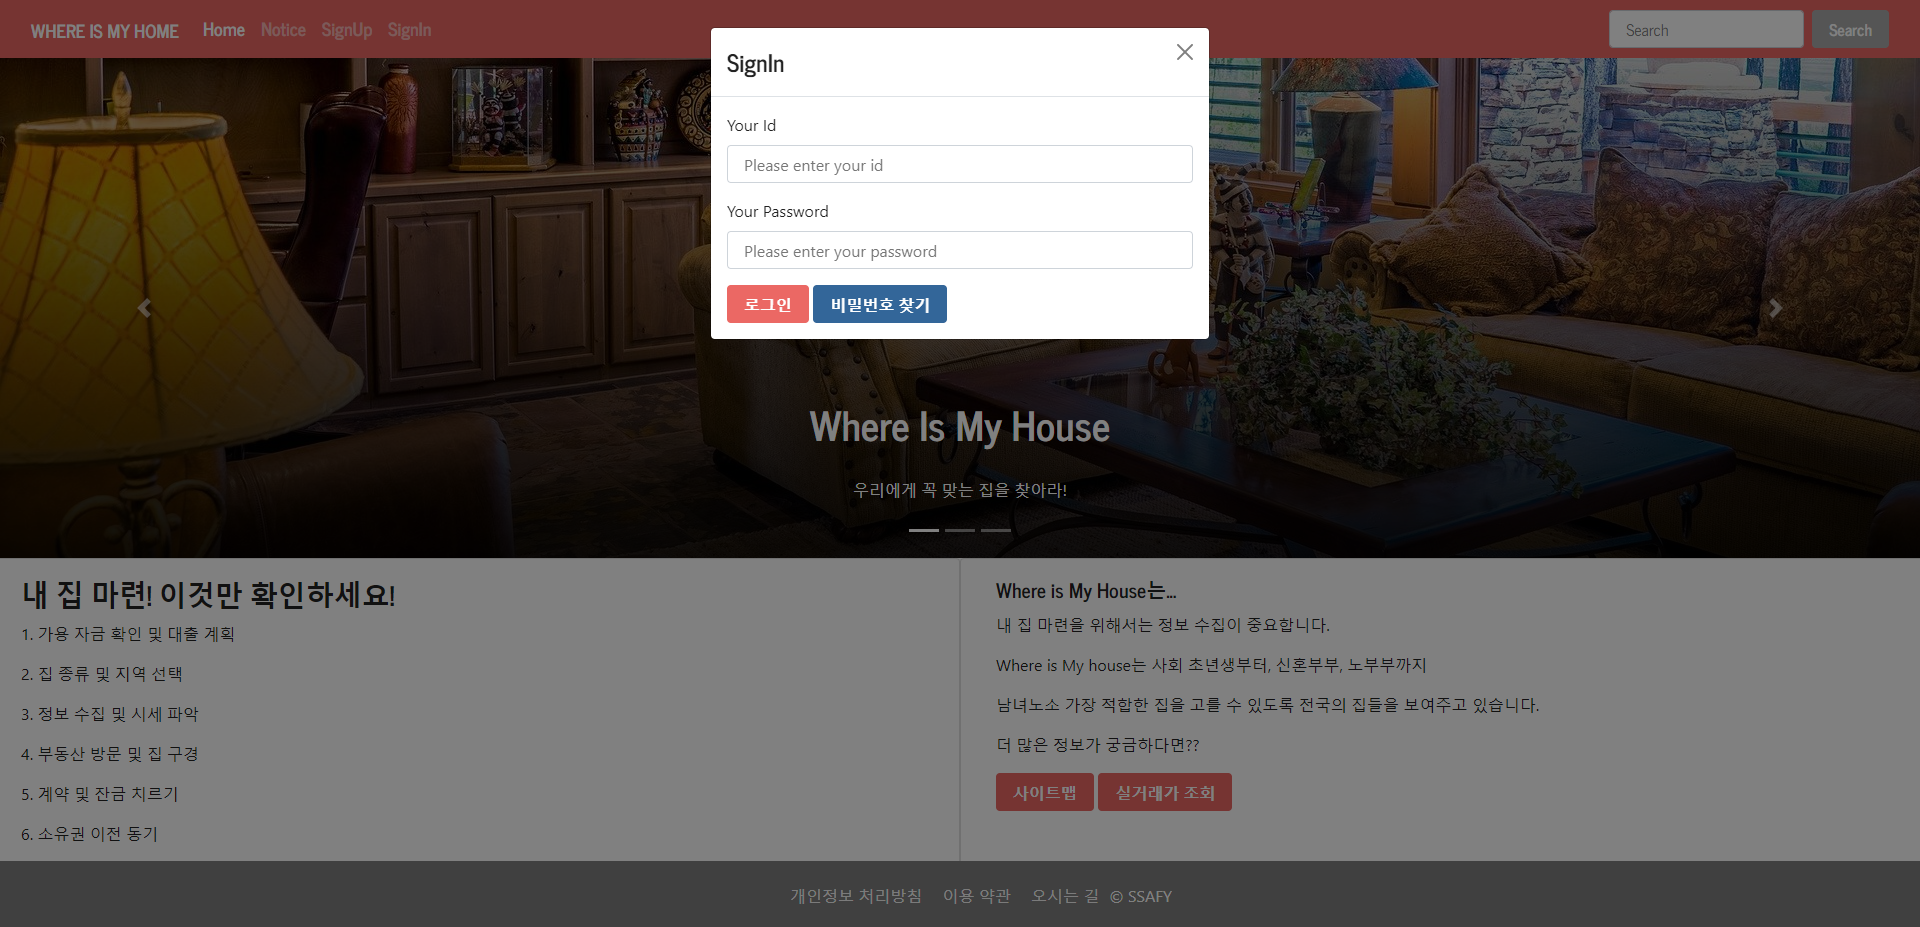 WHERE IS MY HOME Home Notice SignUp SignIn Search Search
SignIn
Your Id
Please enter your id
Your Password
Please enter your password
로그인 비밀번호 찾기
Where Is My House
우리에게 꼭 맞는 집을 찾아라!
내 집 마련! 이것만 확인하세요!
1. 가용 자금 확인 및 대출 계획
2. 집 종류 및 지역 선택
3. 정보 수집 및 시세 파악
4. 부동산 방문 및 집 구경
5. 계약 및 잔금 치르기
6. 소유권 이전 동기
Where is My House는...
내 집 마련을 위해서는 정보 수집이 중요합니다.
Where is My house는 사회 초년생부터, 신혼부부, 노부부까지
남녀노소 가장 적합한 집을 고를 수 있도록 전국의 집들을 보여주고 있습니다.
더 많은 정보가 궁금하다면??
사이트맵 실거래가 조회
개인정보 처리방침 이용 약관 오시는 길 © SSAFY